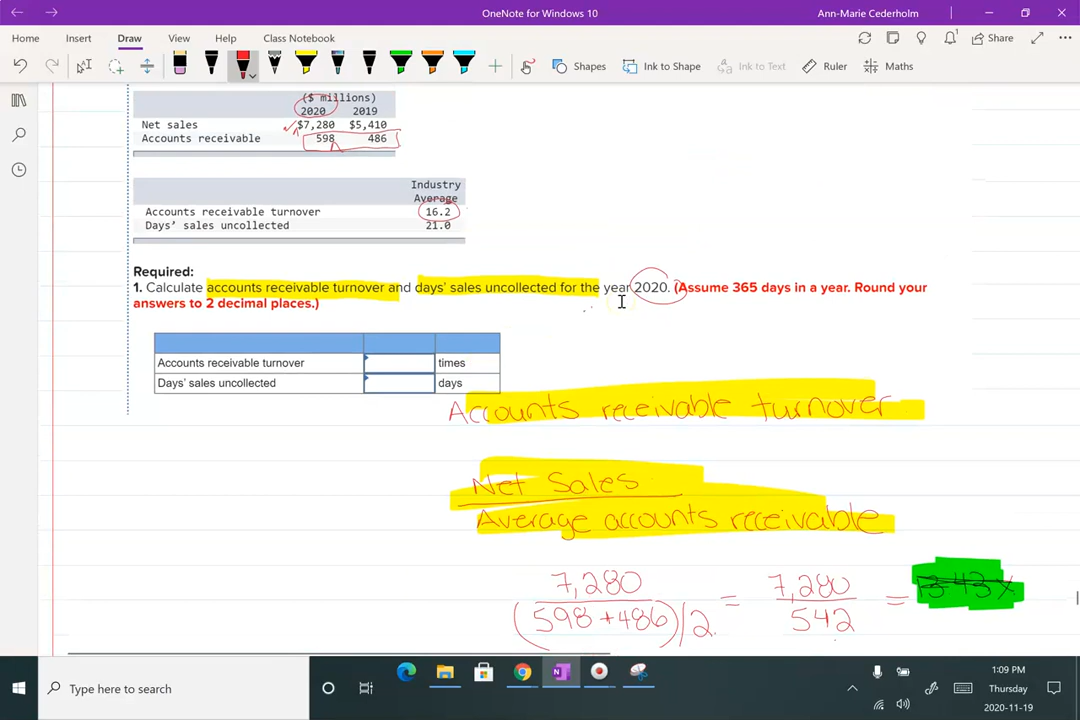 OneNote for Windows 10
Ann-Marie Cederholm
Home Insert Draw View Help Class Notebook
Share
Shapes Ink to Shape Ink to Text Ruler Maths
($ millions)
2020 2019
Net sales $7,280 $5,410
Accounts receivable 598 486
Industry
Average
Accounts receivable turnover 16.2
Days' sales uncollected 21.0
Required:
1. Calculate accounts receivable turnover and days' sales uncollected for the year 2020. (Assume 365 days in a year. Round your
answers to 2 decimal places.)
Accounts receivable turnover times
Days' sales uncollected days
Accounts receivable turnover
Net Sales
Average accounts receivable
7,280
(598+486)/2
=
7,280
542
= 13.43x
Type here to search
1:09 PM
Thursday
2020-11-19